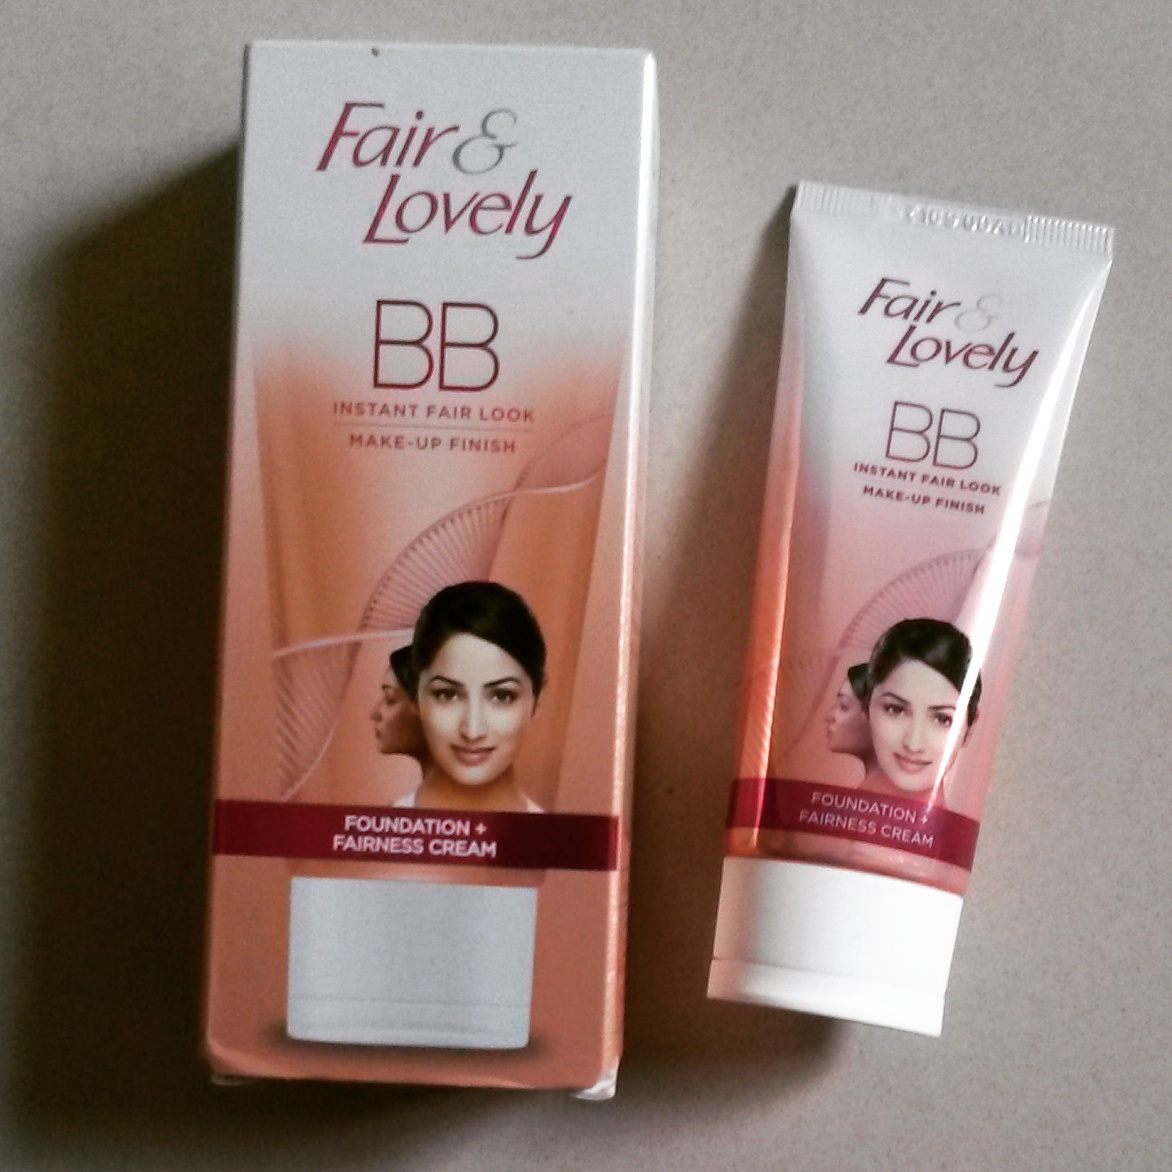 Fair &
Lovely
BB
INSTANT FAIR LOOK
MAKE-UP FINISH
FOUNDATION +
FAIRNESS CREAM
Fair &
Lovely
BB
INSTANT FAIR LOOK
MAKE-UP FINISH
FOUNDATION +
FAIRNESS CREAM